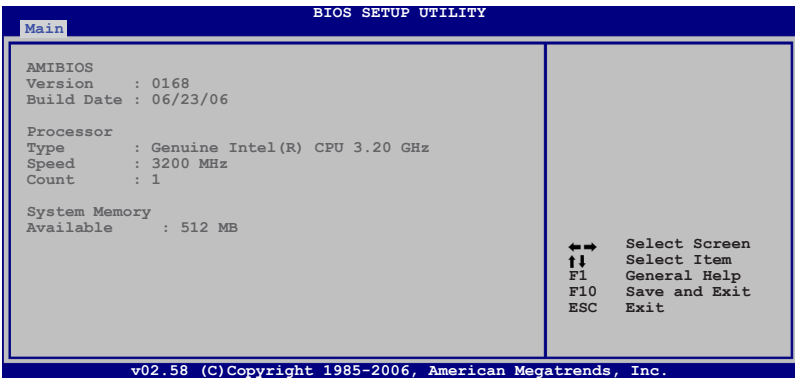 BIOS SETUP UTILITY
Main
AMIBIOS
Version : 0168
Build Date : 06/23/06
Processor
Type : Genuine Intel(R) CPU 3.20 GHz
Speed : 3200 MHz
Count : 1
System Memory
Available : 512 MB
←→ Select Screen
↑↓ Select Item
F1 General Help
F10 Save and Exit
ESC Exit
v02.58 (C)Copyright 1985-2006, American Megatrends, Inc.